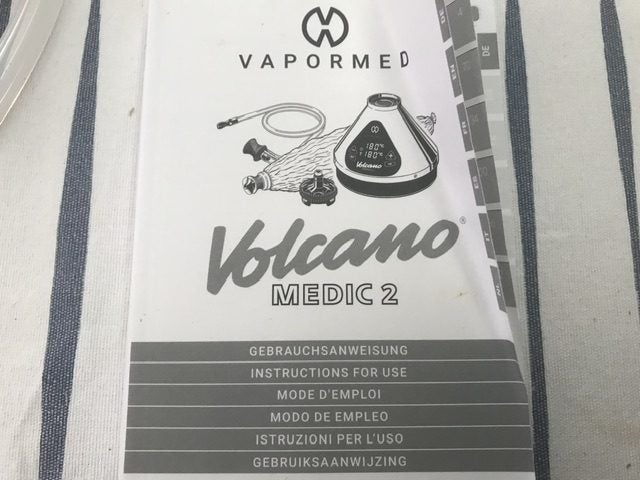 VAPORMED
180°C
180°C
Volcano
Volcano®
MEDIC 2
GEBRAUCHSANWEISUNG
INSTRUCTIONS FOR USE
MODE D'EMPLOI
MODO DE EMPLEO
ISTRUZIONI PER L'USO
GEBRUIKSAANWIJZING
DE